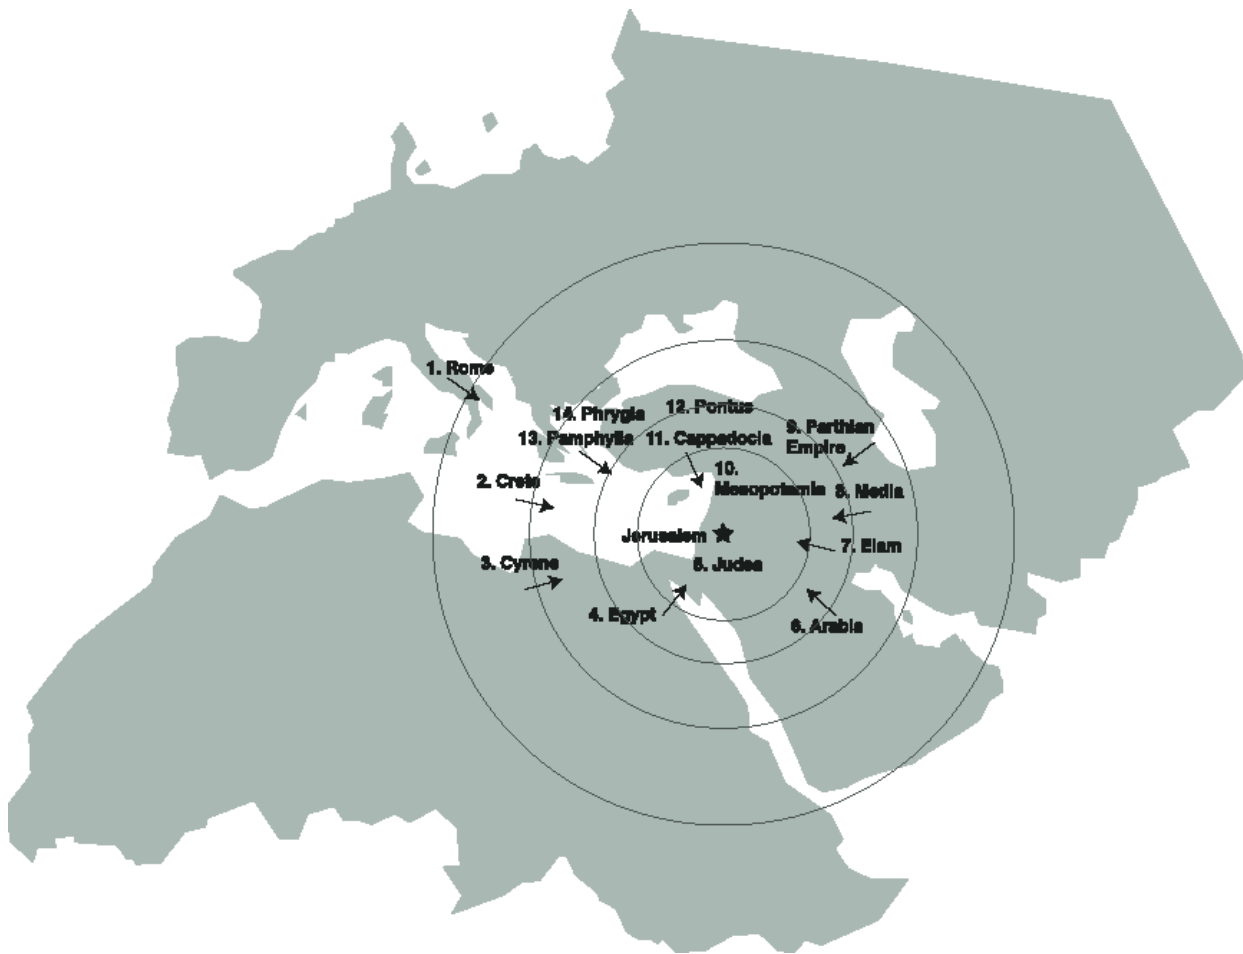 1. Rome
14. Phrygia
12. Pontus
13. Pamphylia
11. Cappadocia
9. Parthian
Empire
10.
Mesopotamia
2. Crete
8. Media
Jerusalem
7. Elam
3. Cyrene
5. Judea
4. Egypt
6. Arabia